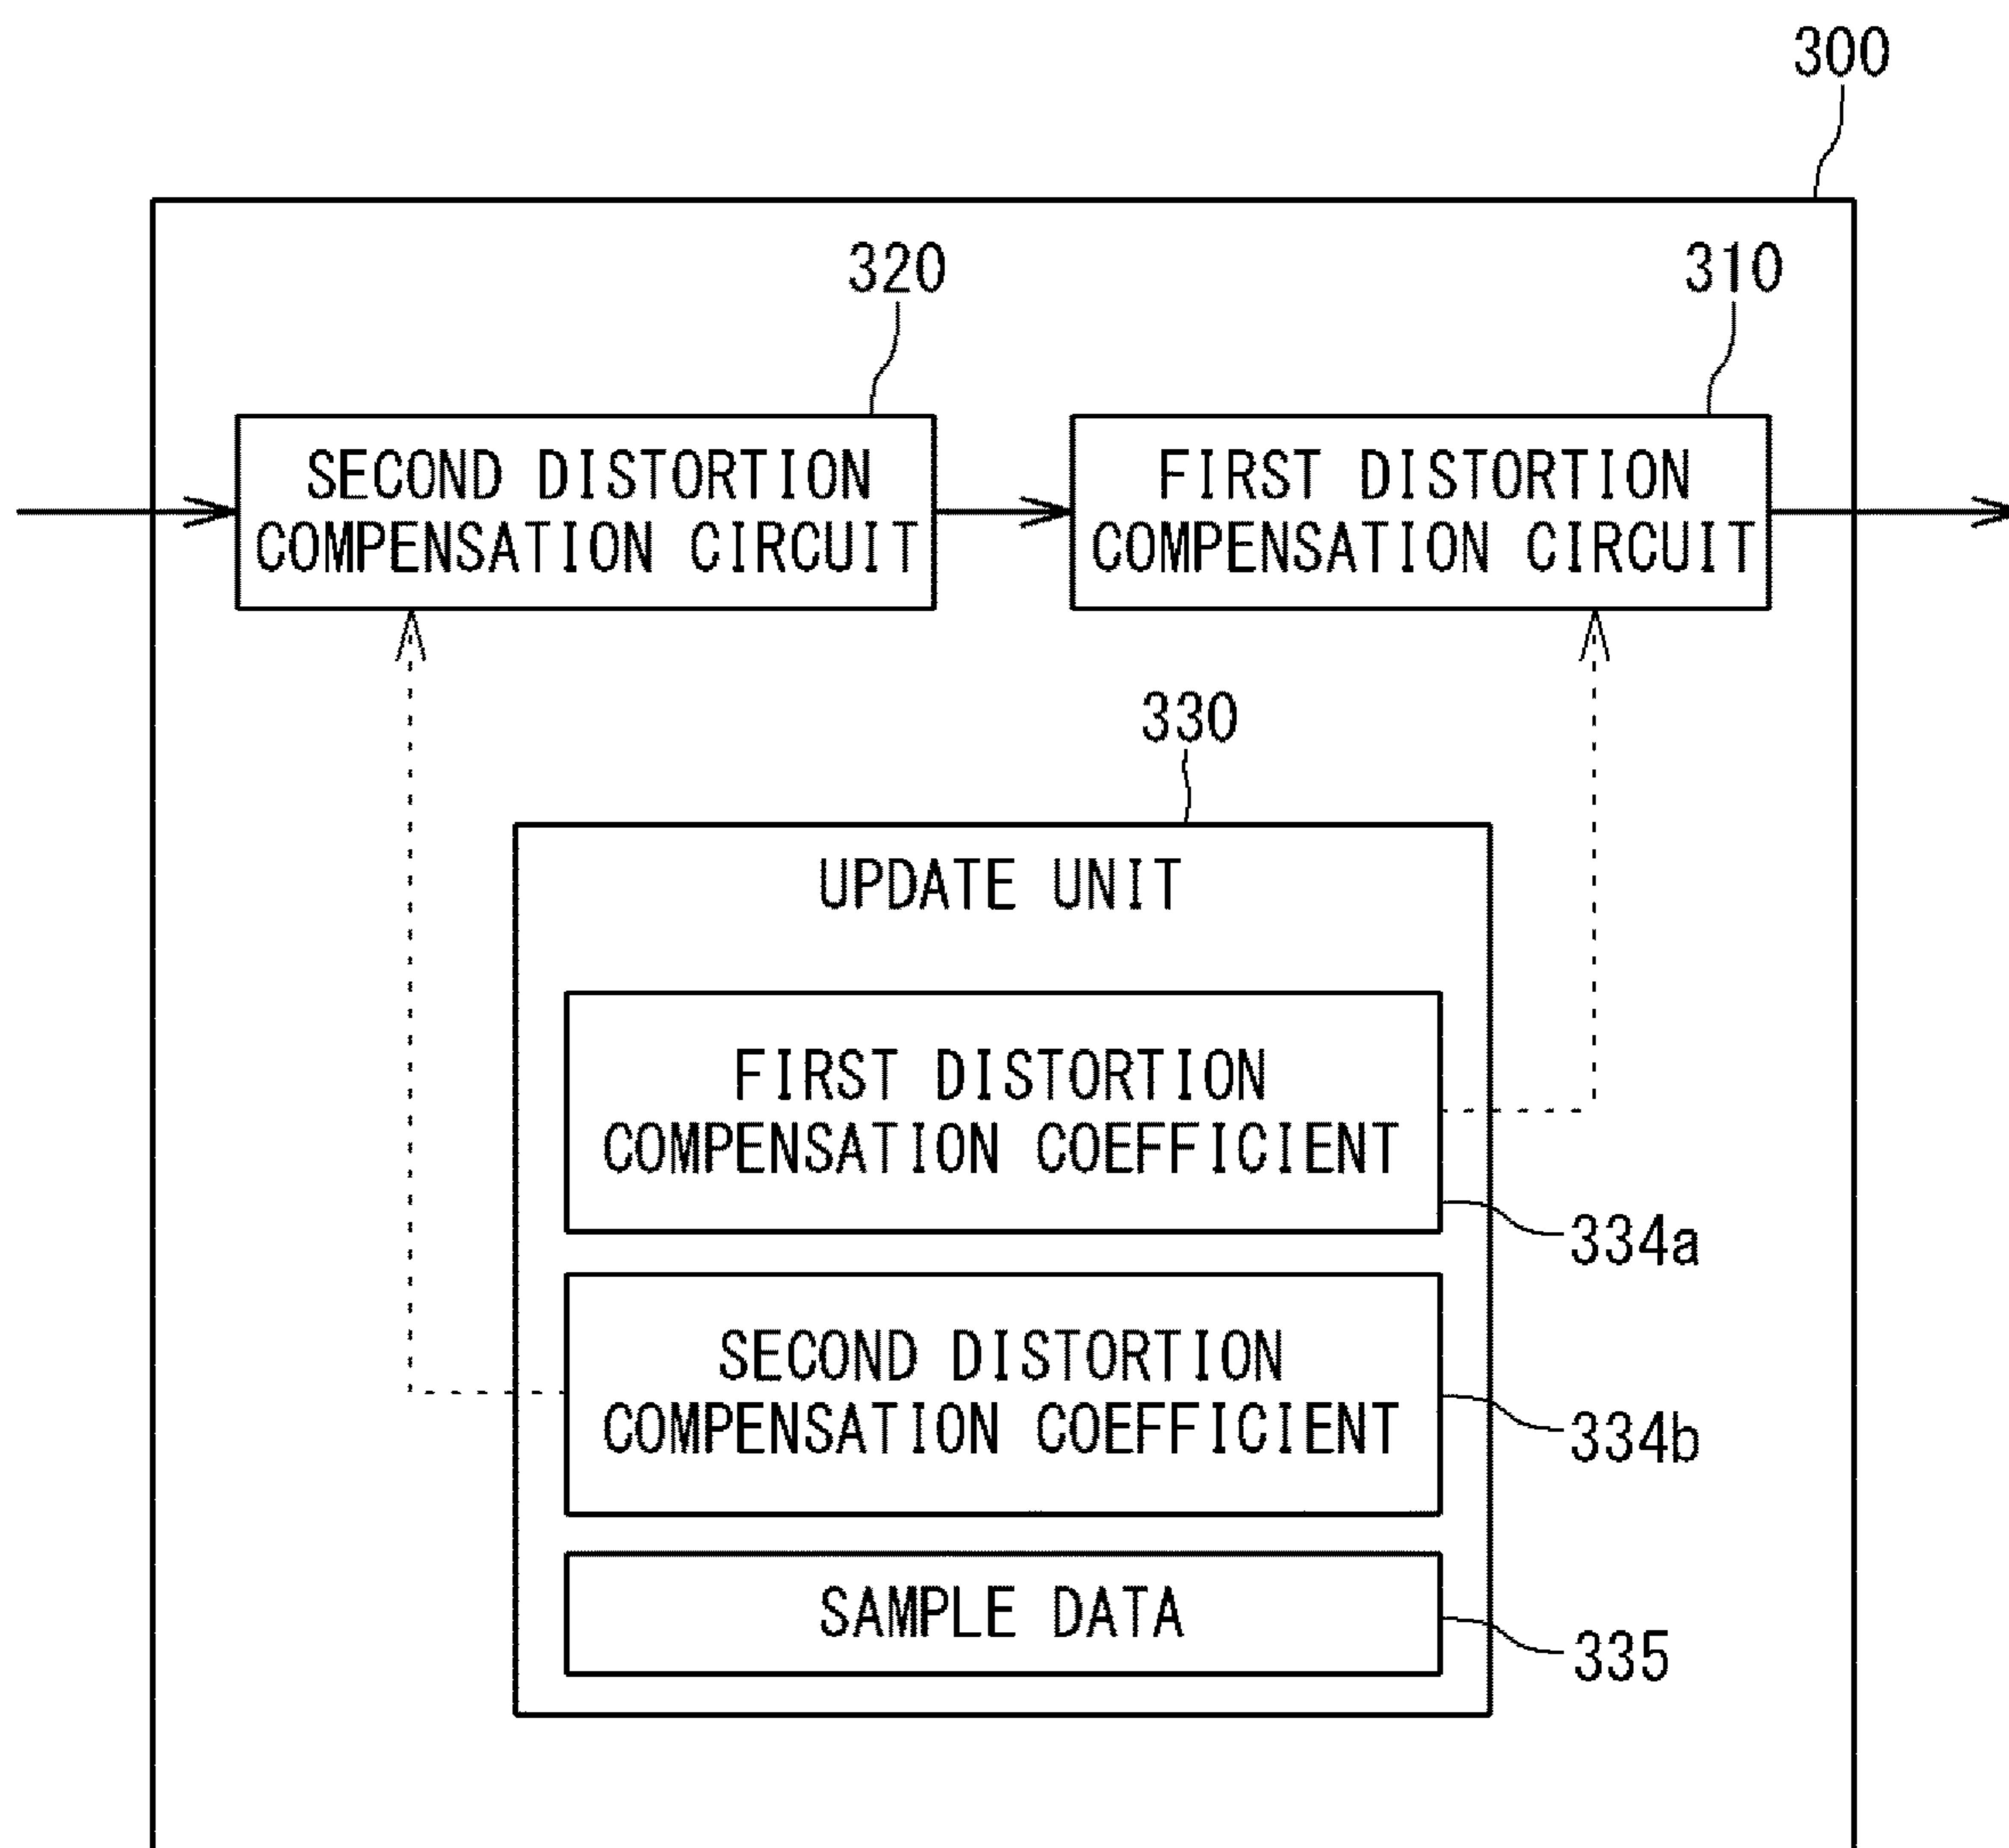 300
320
310
SECOND DISTORTION
COMPENSATION CIRCUIT
FIRST DISTORTION
COMPENSATION CIRCUIT
330
UPDATE UNIT
FIRST DISTORTION
COMPENSATION COEFFICIENT
334a
SECOND DISTORTION
COMPENSATION COEFFICIENT
334b
SAMPLE DATA
335